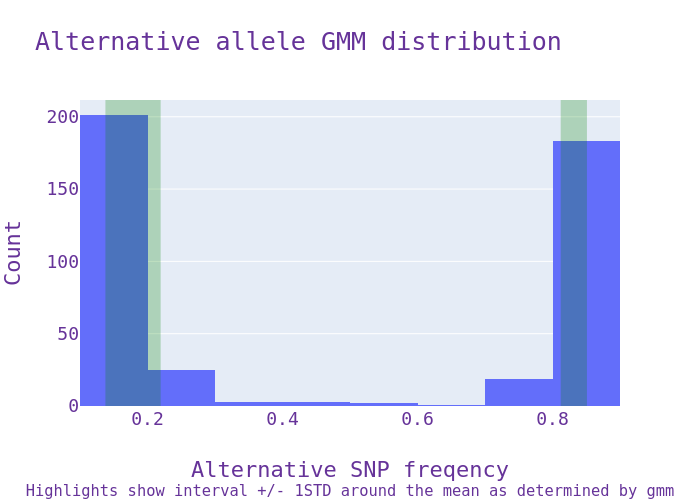 Alternative allele GMM distribution
Count
200
150
100
50
0
0.2
0.4
0.6
0.8
Alternative SNP freqency
Highlights show interval +/- 1STD around the mean as determined by gmm